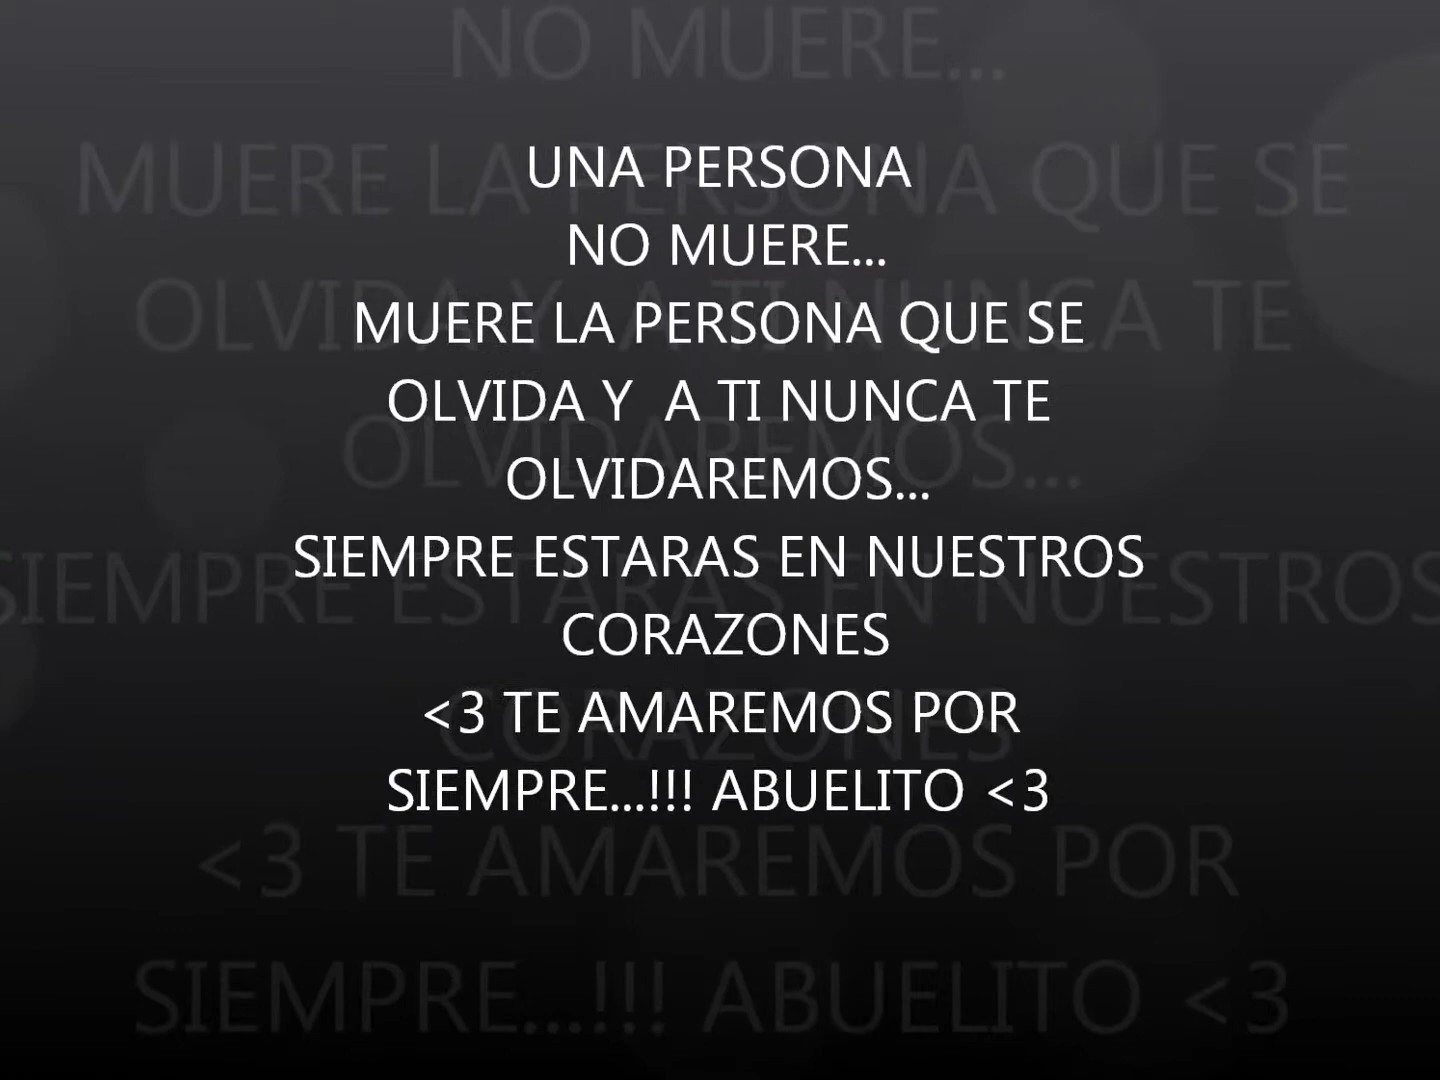 UNA PERSONA
NO MUERE...
MUERE LA PERSONA QUE SE
OLVIDA Y  A TI NUNCA TE
OLVIDAREMOS...
SIEMPRE ESTARAS EN NUESTROS
CORAZONES
<3 TE AMAREMOS POR
SIEMPRE...!!! ABUELITO <3